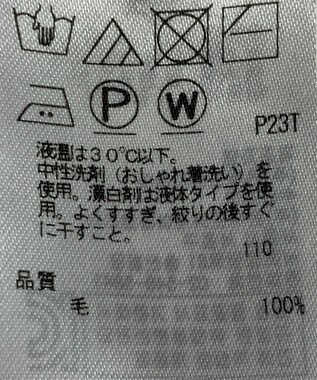 P W
P23T
液温は30℃以下。
中性洗剤（おしゃれ着洗い）を
使用。漂白剤は液体タイプを使
用。よくすすぎ、絞りの後すぐ
に干すこと。
110
品質
毛 100%